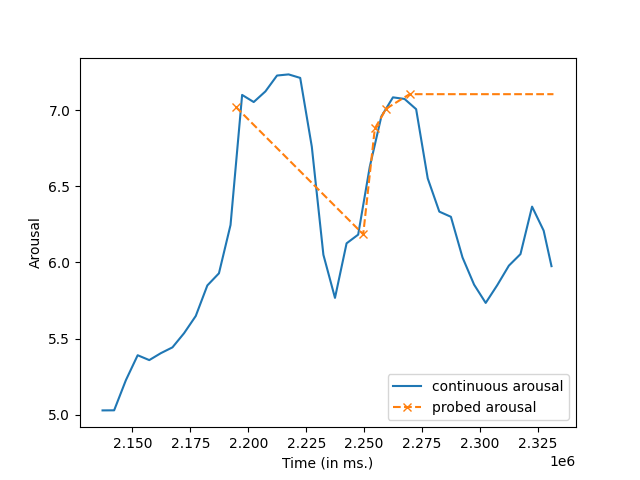 7.0
6.5
6.0
5.5
5.0
Arousal
continuous arousal
probed arousal
2.150 2.175 2.200 2.225 2.250 2.275 2.300 2.325
Time (in ms.)
1e6